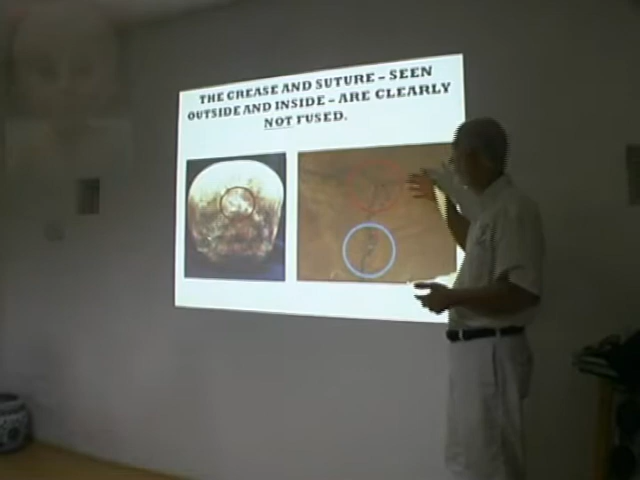 THE CREASE AND SUTURE – SEEN
OUTSIDE AND INSIDE – ARE CLEARLY
NOT FUSED.